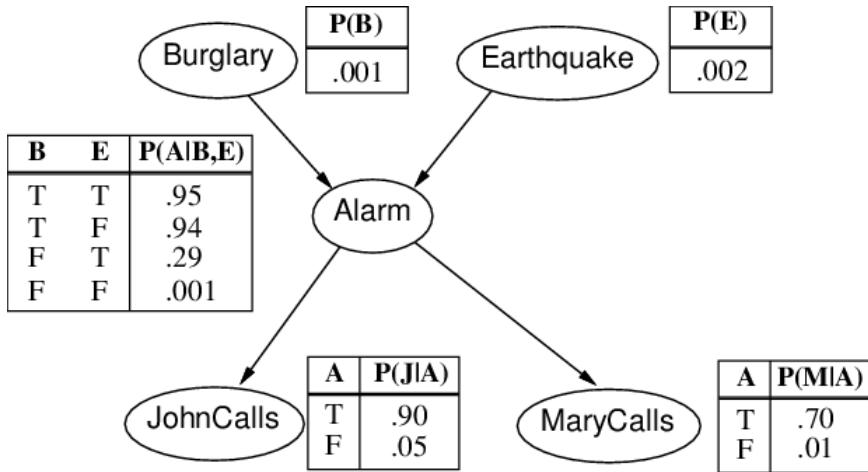 Burglary
P(B)
.001
Earthquake
P(E)
.002
B E P(A|B,E)
T T .95
T F .94
F T .29
F F .001
Alarm
JohnCalls
A P(J|A)
T .90
F .05
MaryCalls
A P(M|A)
T .70
F .01